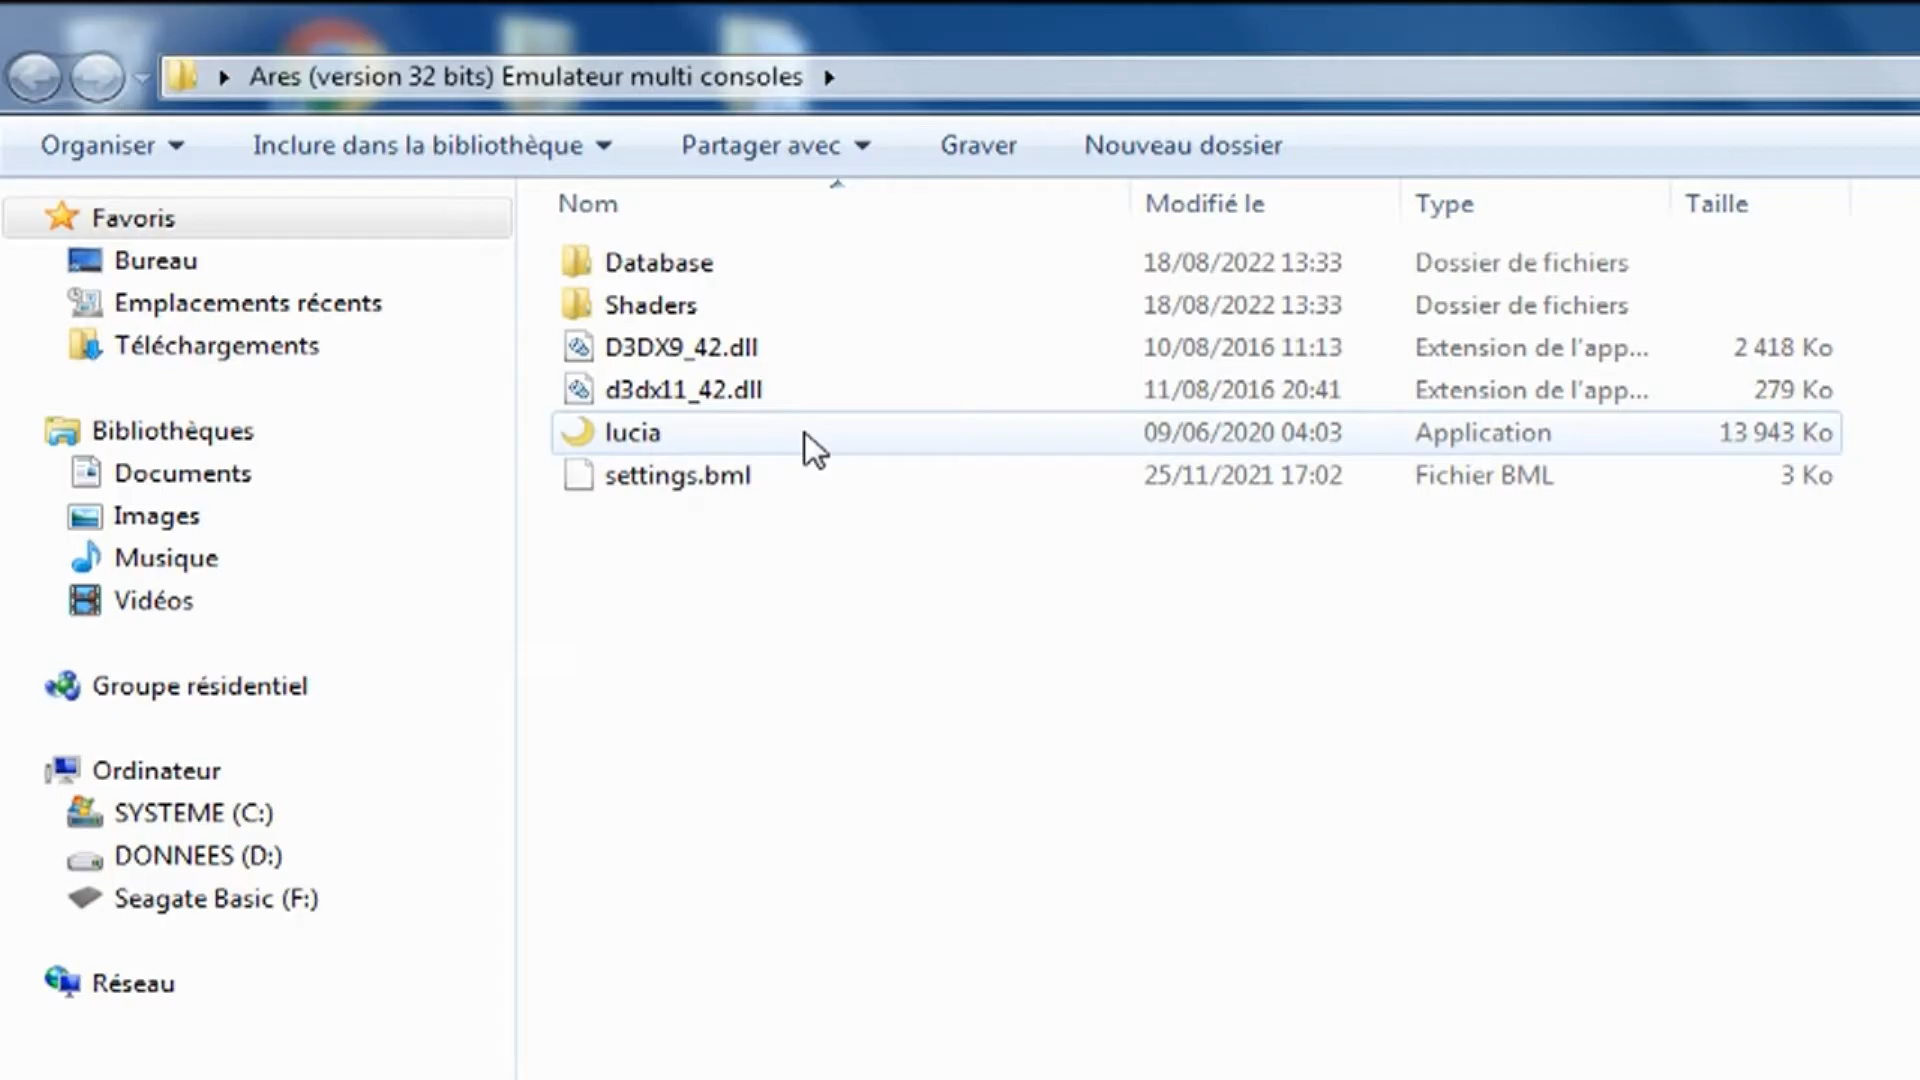 Ares (version 32 bits) Emulateur multi consoles
Organiser Inclure dans la bibliothèque Partager avec Graver Nouveau dossier
Nom Modifié le Type Taille
Favoris
Bureau
Emplacements récents
Téléchargements
Bibliothèques
Documents
Images
Musique
Vidéos
Groupe résidentiel
Ordinateur
SYSTEME (C:)
DONNEES (D:)
Seagate Basic (F:)
Réseau
Database 18/08/2022 13:33 Dossier de fichiers
Shaders 18/08/2022 13:33 Dossier de fichiers
D3DX9_42.dll 10/08/2016 11:13 Extension de l'app... 2 418 Ko
d3dx11_42.dll 11/08/2016 20:41 Extension de l'app... 279 Ko
lucia 09/06/2020 04:03 Application 13 943 Ko
settings.bml 25/11/2021 17:02 Fichier BML 3 Ko